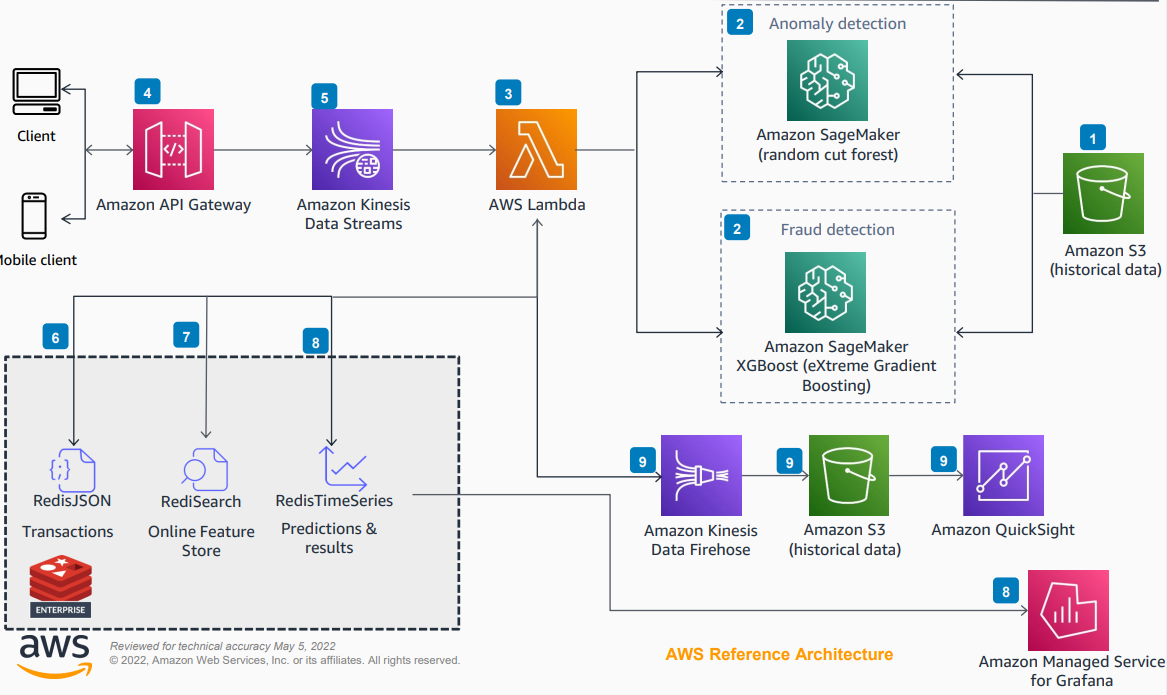 2 Anomaly detection
Amazon SageMaker
(random cut forest)
Client
4
Amazon API Gateway
5
Amazon Kinesis
Data Streams
3
AWS Lambda
1
Amazon S3
(historical data)
obile client
2 Fraud detection
Amazon SageMaker
XGBoost (eXtreme Gradient
Boosting)
6
7
8
{;}
RedisJSON
Transactions
RediSearch
Online Feature
Store
RedisTimeSeries
Predictions &
results
ENTERPRISE
9
Amazon Kinesis
Data Firehose
9
Amazon S3
(historical data)
9
Amazon QuickSight
8
Amazon Managed Service
for Grafana
aws
Reviewed for technical accuracy May 5, 2022
© 2022, Amazon Web Services, Inc. or its affiliates. All rights reserved.
AWS Reference Architecture